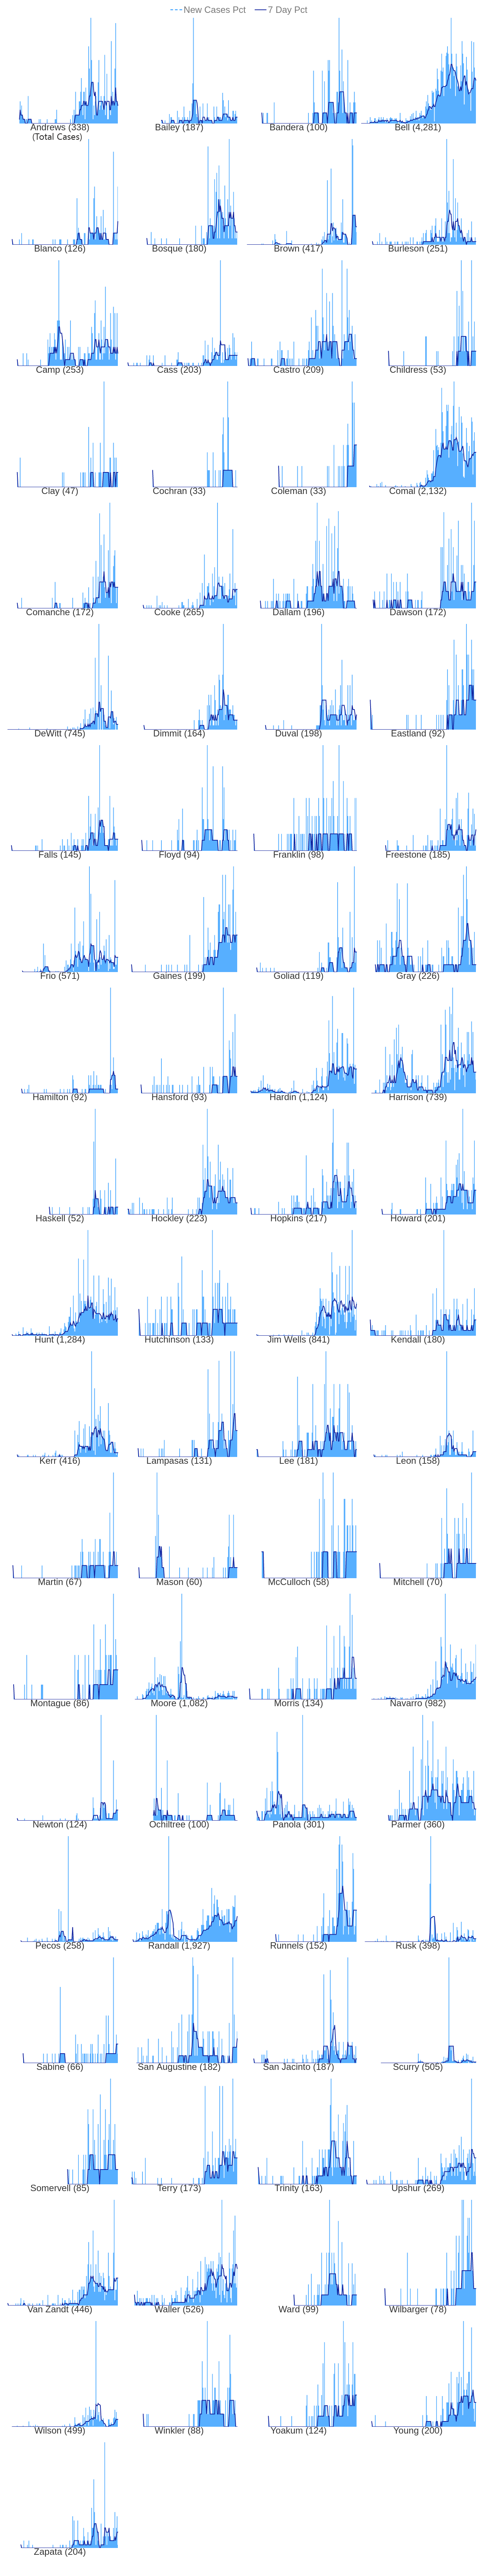 New Cases Pct 7 Day Pct
Andrews (338) Bailey (187) Bandera (100) Bell (4,281)
(Total Cases)
Blanco (126) Bosque (180) Brown (417) Burleson (251)
Camp (253) Cass (203) Castro (209) Childress (53)
Clay (47) Cochran (33) Coleman (33) Comal (2,132)
Comanche (172) Cooke (265) Dallam (196) Dawson (172)
DeWitt (745) Dimmit (164) Duval (198) Eastland (92)
Falls (145) Floyd (94) Franklin (98) Freestone (185)
Frio (571) Gaines (199) Goliad (119) Gray (226)
Hamilton (92) Hansford (93) Hardin (1,124) Harrison (739)
Haskell (52) Hockley (223) Hopkins (217) Howard (201)
Hunt (1,284) Hutchinson (133) Jim Wells (841) Kendall (180)
Kerr (416) Lampasas (131) Lee (181) Leon (158)
Martin (67) Mason (60) McCulloch (58) Mitchell (70)
Montague (86) Moore (1,082) Morris (134) Navarro (982)
Newton (124) Ochiltree (100) Panola (301) Parmer (360)
Pecos (258) Randall (1,927) Runnels (152) Rusk (398)
Sabine (66) San Augustine (182) San Jacinto (187) Scurry (505)
Somervell (85) Terry (173) Trinity (163) Upshur (269)
Van Zandt (446) Waller (526) Ward (99) Wilbarger (78)
Wilson (499) Winkler (88) Yoakum (124) Young (200)
Zapata (204)